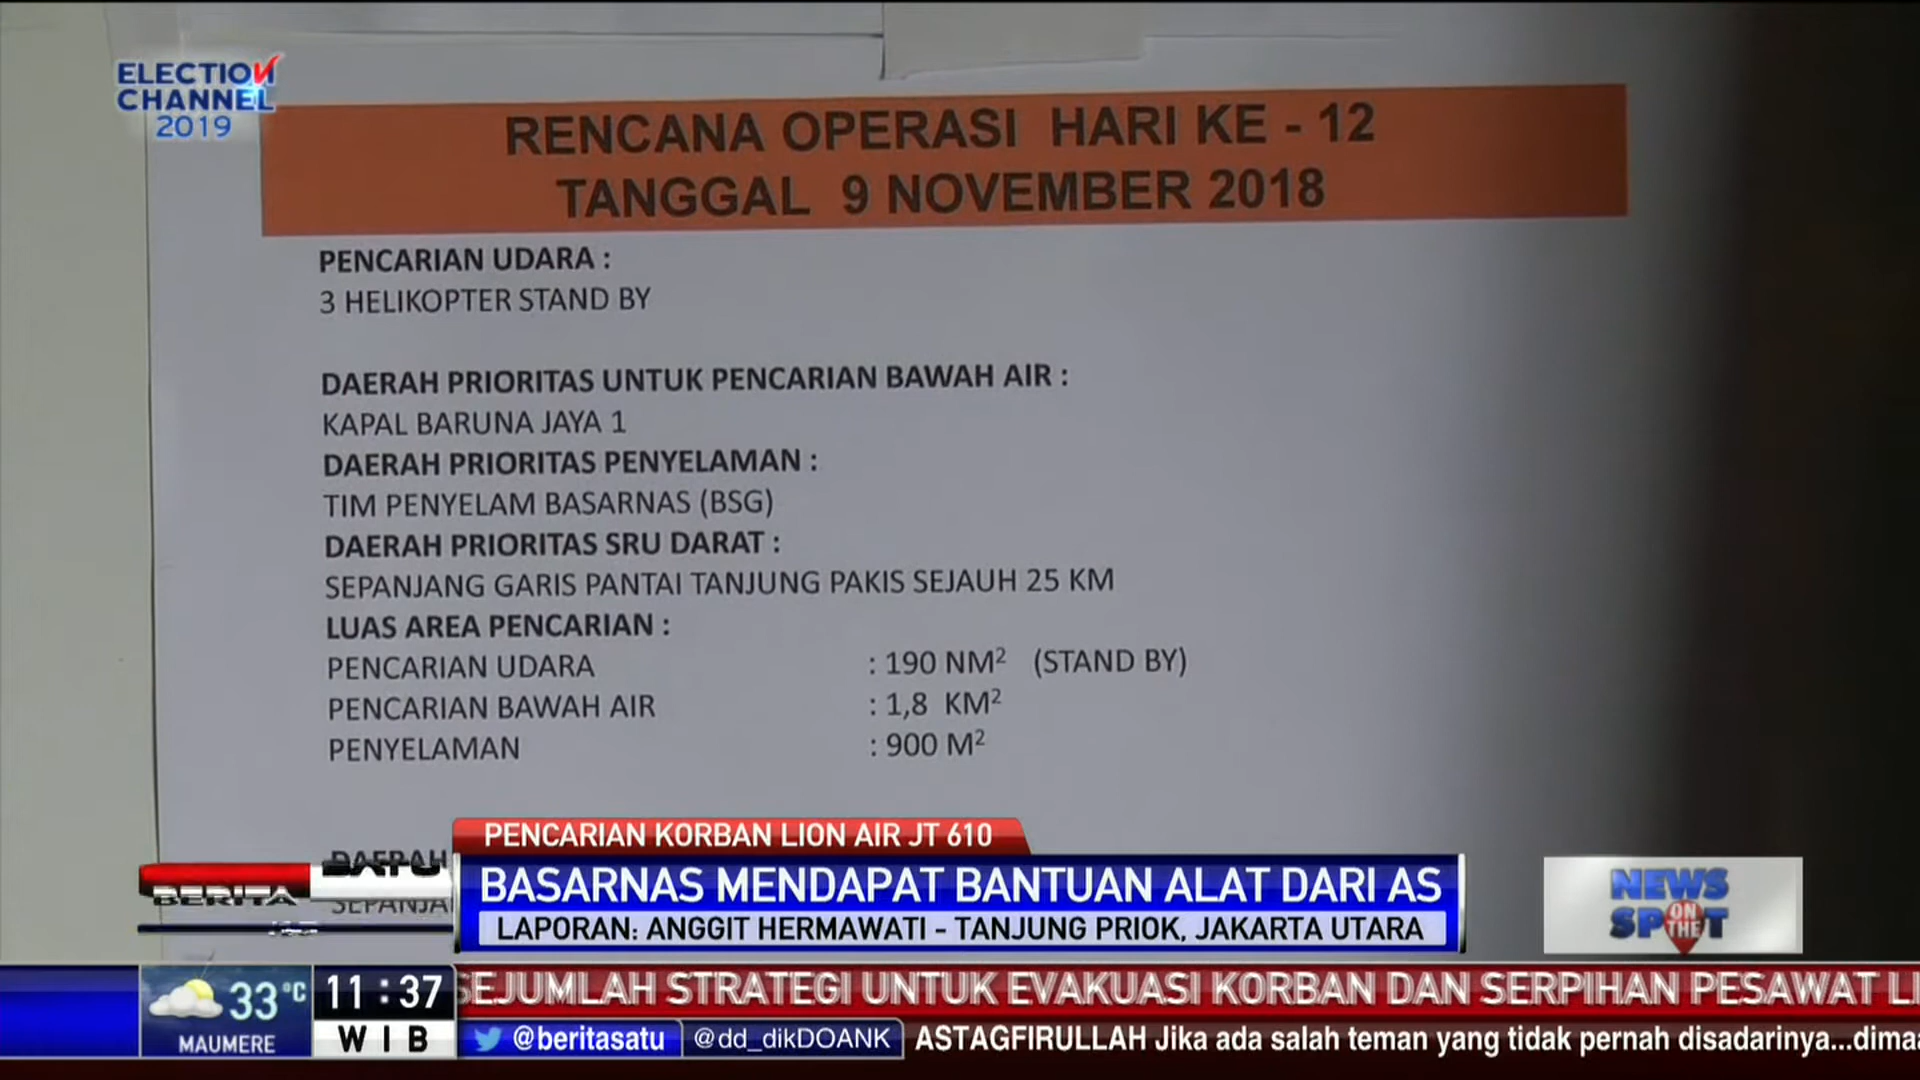 ELECTION
CHANNEL
2019
RENCANA OPERASI HARI KE - 12
TANGGAL 9 NOVEMBER 2018
PENCARIAN UDARA :
3 HELIKOPTER STAND BY
DAERAH PRIORITAS UNTUK PENCARIAN BAWAH AIR :
KAPAL BARUNA JAYA 1
DAERAH PRIORITAS PENYELAMAN :
TIM PENYELAM BASARNAS (BSG)
DAERAH PRIORITAS SRU DARAT :
SEPANJANG GARIS PANTAI TANJUNG PAKIS SEJAUH 25 KM
LUAS AREA PENCARIAN :
PENCARIAN UDARA : 190 NM² (STAND BY)
PENCARIAN BAWAH AIR : 1,8 KM²
PENYELAMAN : 900 M²
PENCARIAN KORBAN LION AIR JT 610
BERITA
BASARNAS MENDAPAT BANTUAN ALAT DARI AS
LAPORAN: ANGGIT HERMAWATI - TANJUNG PRIOK, JAKARTA UTARA
NEWS
ON THE
SPOT
33°C
MAUMERE
11:37
WIB
SEJUMLAH STRATEGI UNTUK EVAKUASI KORBAN DAN SERPIHAN PESAWAT LI
@beritasatu @dd_dikDOANK ASTAGFIRULLAH Jika ada salah teman yang tidak pernah disadarinya...dima